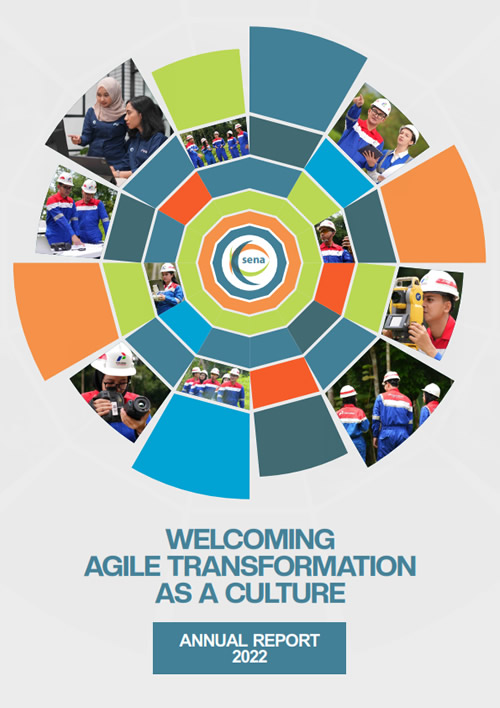 sena
WELCOMING
AGILE TRANSFORMATION
AS A CULTURE
ANNUAL REPORT
2022